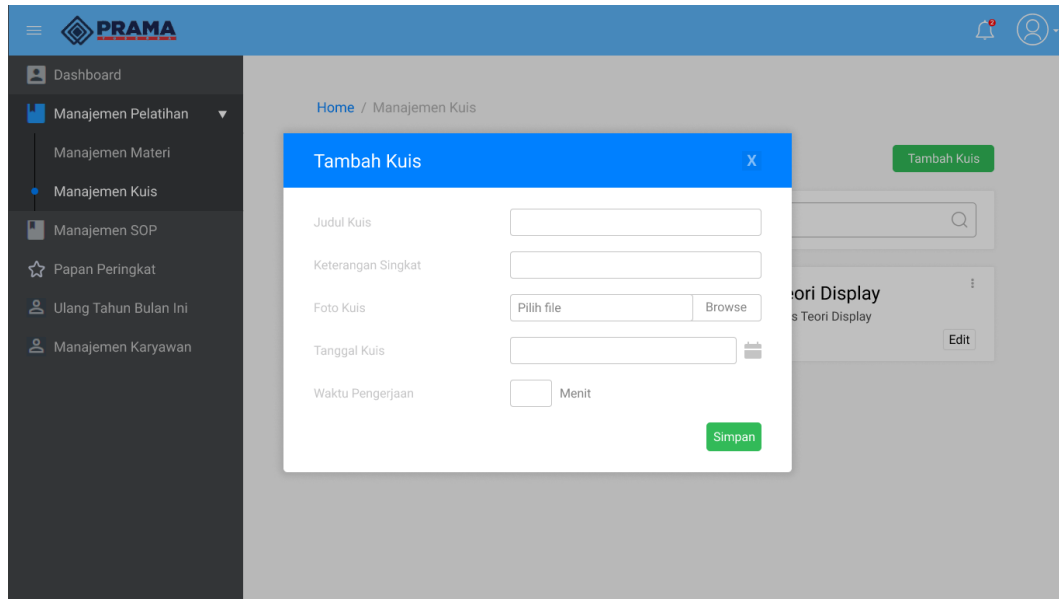 PRAMA
2
Dashboard
Manajemen Pelatihan
Manajemen Materi
Manajemen Kuis
Manajemen SOP
Papan Peringkat
Ulang Tahun Bulan Ini
Manajemen Karyawan
Home / Manajemen Kuis
Tambah Kuis
Tambah Kuis X
Judul Kuis
Keterangan Singkat
Foto Kuis Pilih file Browse
Tanggal Kuis
Waktu Pengerjaan Menit
Simpan
eori Display
s Teori Display
Edit